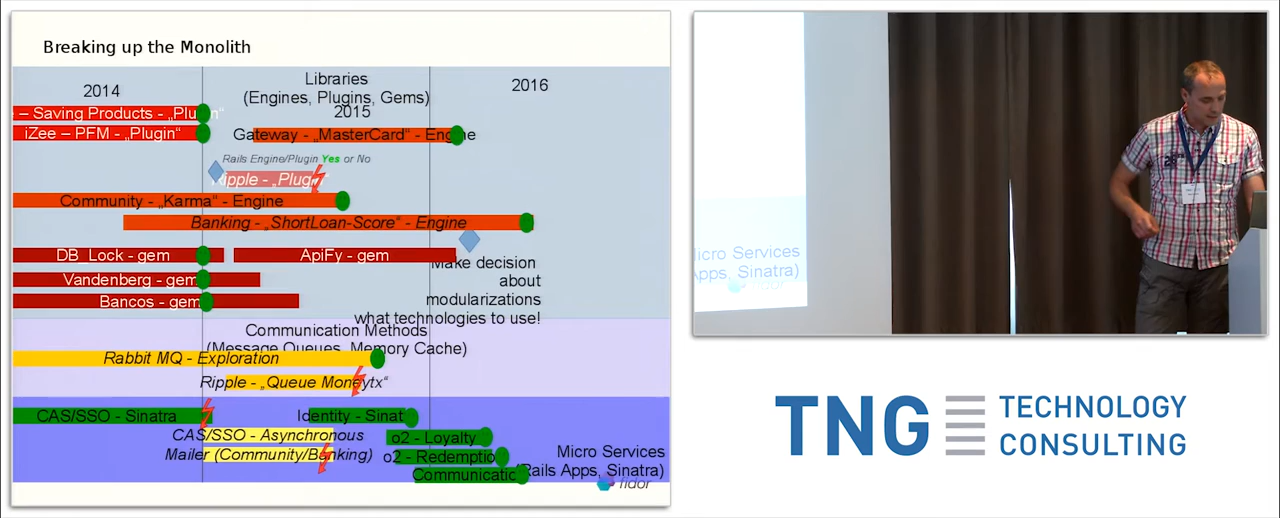 Breaking up the Monolith
2014
Libraries
(Engines, Plugins, Gems)
2015
2016
– Saving Products - „Plugin“
iZee – PFM - „Plugin“
Gateway - „MasterCard“ - Engine
Rails Engine/Plugin Yes or No
Ripple - „Plugin“
Community - „Karma“ - Engine
Banking - „ShortLoan-Score“ - Engine
DB_Lock - gem
ApiFy - gem
Vandenberg - gem
Bancos - gem
Make decision
about
modularizations
what technologies to use!
Communication Methods
(Message Queues, Memory Cache)
Rabbit MQ - Exploration
Ripple - „Queue Moneytx“
CAS/SSO - Sinatra
Identity - Sinat
CAS/SSO - Asynchronous
o2 - Loyalty
Mailer (Community/Banking)
o2 - Redemptio
Communicatio
Micro Services
(Rails Apps, Sinatra)
fidor
Micro Services
Apps, Sinatra)
fidor
TNG TECHNOLOGY
CONSULTING